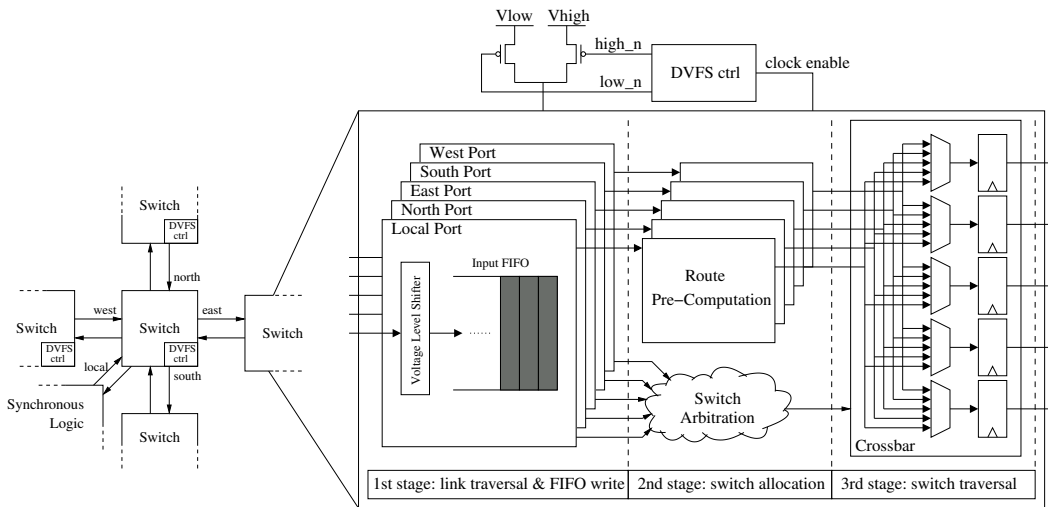 Vlow
Vhigh
high_n
low_n
DVFS ctrl
clock enable
West Port
South Port
East Port
North Port
Local Port
Input FIFO
Voltage Level Shifter
......
Route
Pre−Computation
Switch
Arbitration
Crossbar
1st stage: link traversal & FIFO write
2nd stage: switch allocation
3rd stage: switch traversal
Switch
DVFS
ctrl
north
west
east
Switch
DVFS
ctrl
Switch
DVFS
ctrl
Switch
local
south
Synchronous
Logic
Switch